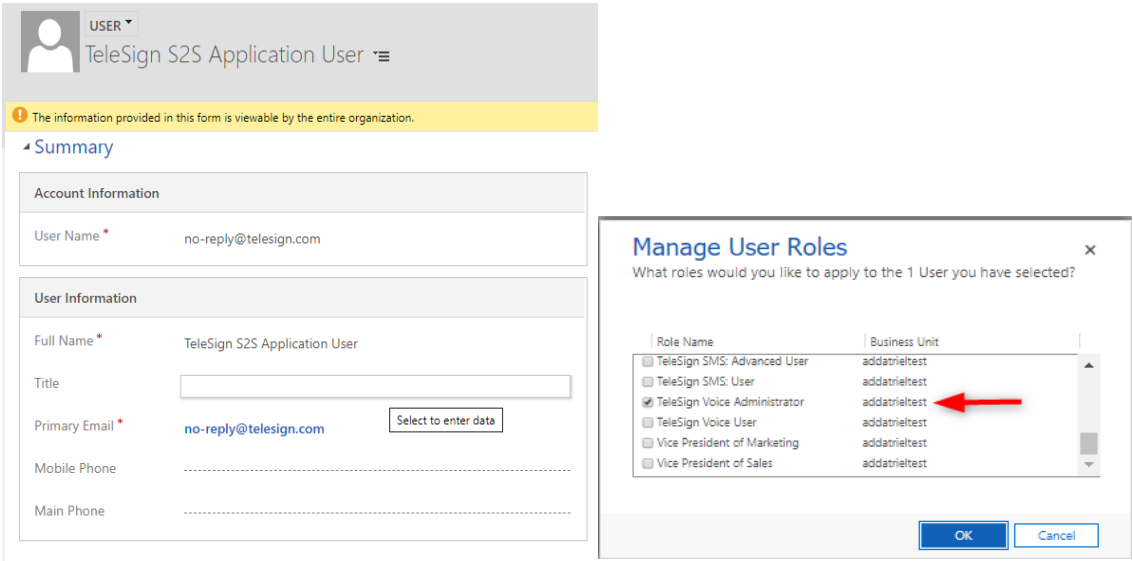 USER
TeleSign S2S Application User
The information provided in this form is viewable by the entire organization.
Summary
Account Information
User Name *
no-reply@telesign.com
User Information
Full Name *
TeleSign S2S Application User
Title
Select to enter data
Primary Email *
no-reply@telesign.com
Mobile Phone
Main Phone
Manage User Roles
What roles would you like to apply to the 1 User you have selected?
Role Name Business Unit
TeleSign SMS: Advanced User addatrieltest
TeleSign SMS: User addatrieltest
TeleSign Voice Administrator addatrieltest
TeleSign Voice User addatrieltest
Vice President of Marketing addatrieltest
Vice President of Sales addatrieltest
OK Cancel